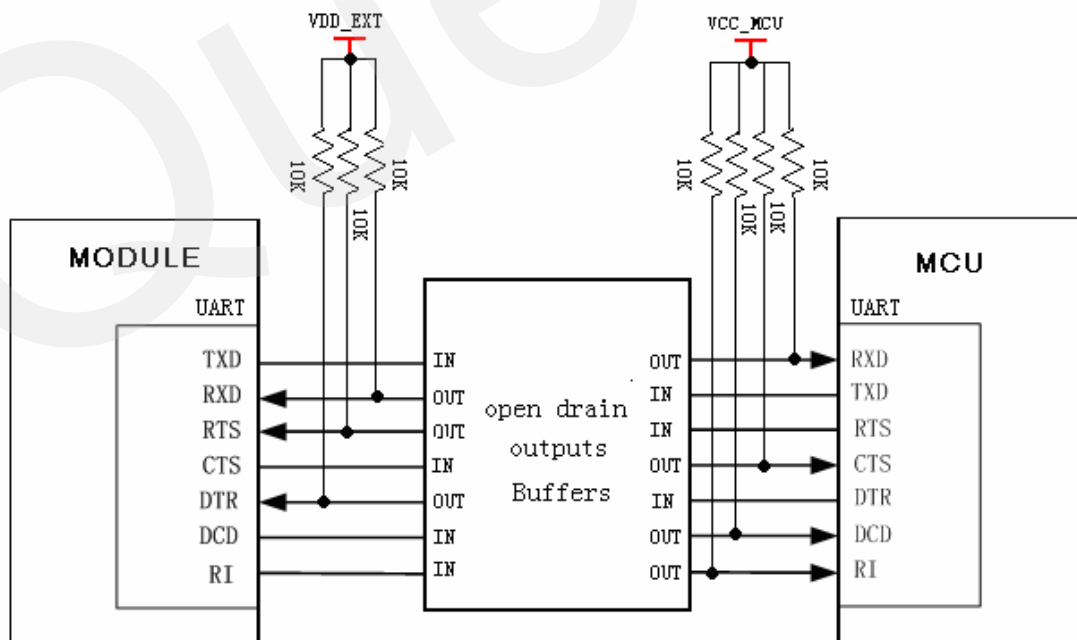 VDD_EXT
VCC_MCU
10K
10K
10K
10K
10K
10K
10K
MODULE
MCU
UART
UART
TXD
IN
OUT
RXD
RXD
OUT
IN
TXD
RTS
OUT
IN
RTS
CTS
IN
OUT
CTS
DTR
OUT
IN
DTR
DCD
IN
OUT
DCD
RI
IN
OUT
RI
open drain
outputs
Buffers
Que